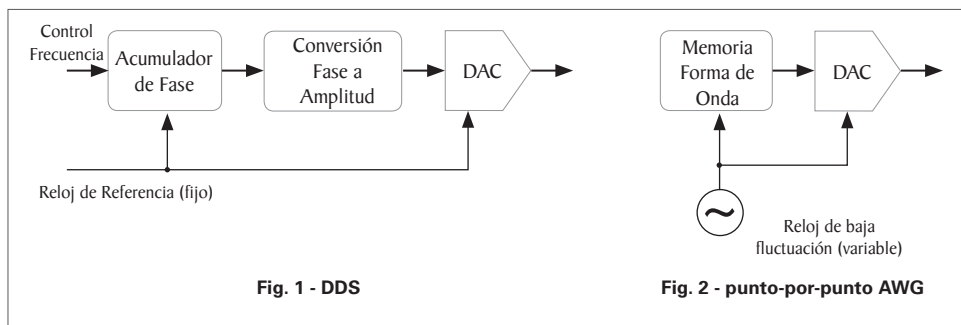 Control
Frecuencia
Acumulador
de Fase
Conversión
Fase a
Amplitud
DAC
Reloj de Referencia (fijo)
Fig. 1 - DDS
Memoria
Forma de
Onda
DAC
Reloj de baja
fluctuación (variable)
Fig. 2 - punto-por-punto AWG